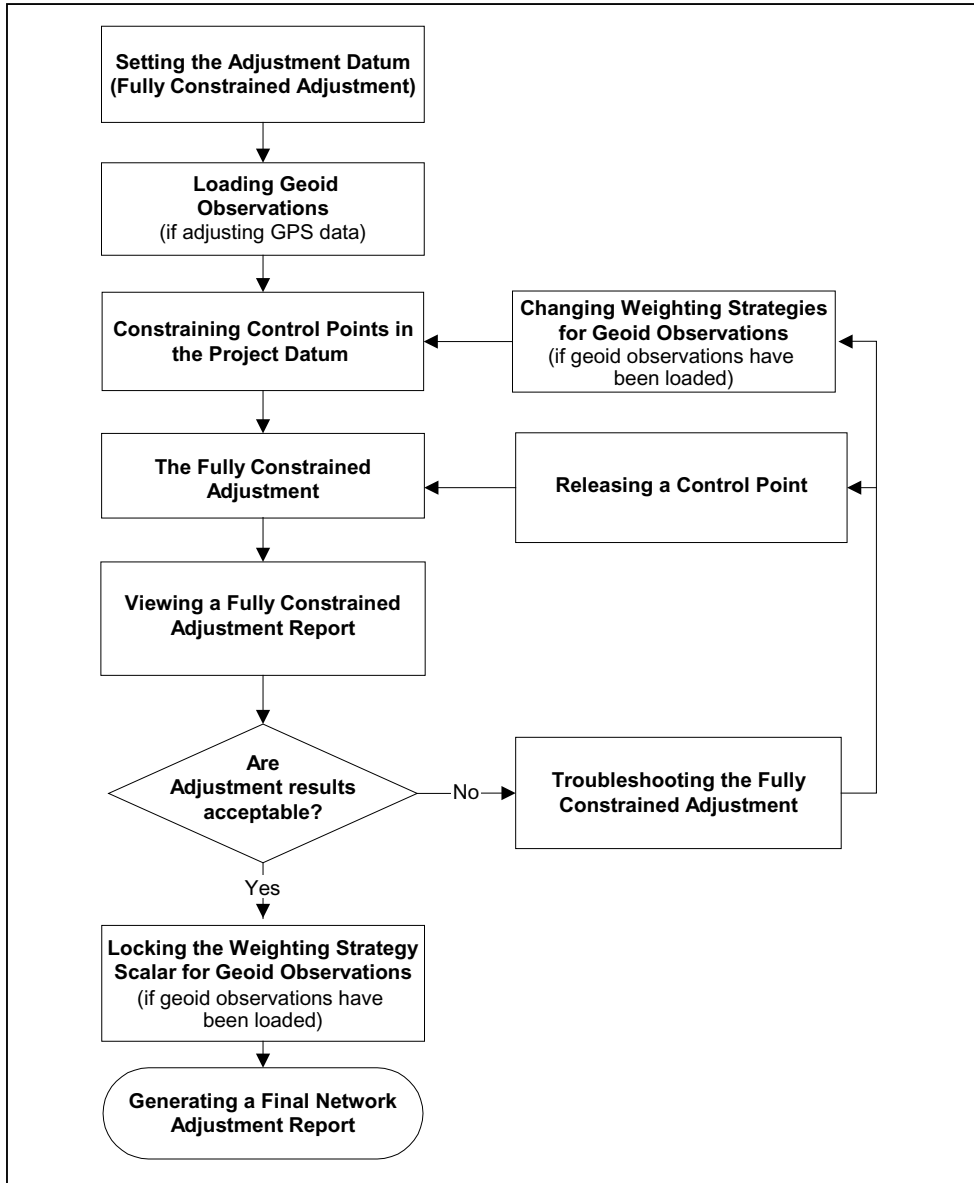 Setting the Adjustment Datum
(Fully Constrained Adjustment)
Loading Geoid
Observations
(if adjusting GPS data)
Constraining Control Points in
the Project Datum
Changing Weighting Strategies
for Geoid Observations
(if geoid observations have
been loaded)
The Fully Constrained
Adjustment
Releasing a Control Point
Viewing a Fully Constrained
Adjustment Report
Are
Adjustment results
acceptable?
No
Troubleshooting the Fully
Constrained Adjustment
Yes
Locking the Weighting Strategy
Scalar for Geoid Observations
(if geoid observations have
been loaded)
Generating a Final Network
Adjustment Report